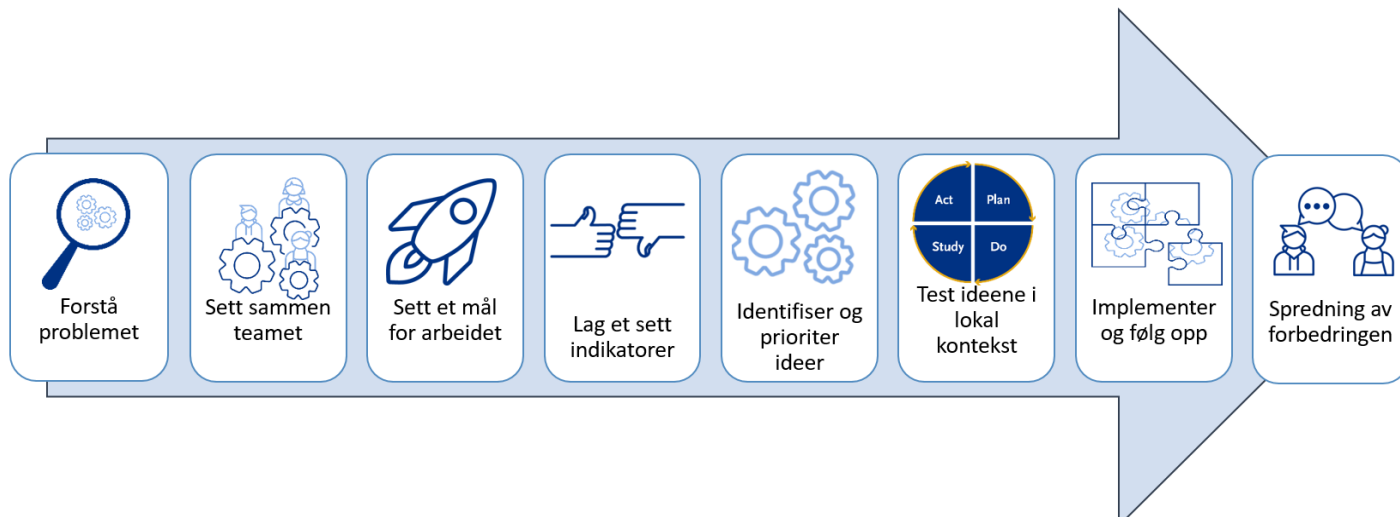 Forstå
problemet
Sett sammen
teamet
Sett et mål
for arbeidet
Lag et sett
indikatorer
Identifiser og
prioriter
ideer
Act
Plan
Study
Do
Test ideene i
lokal
kontekst
Implementer
og følg opp
Spredning av
forbedringen